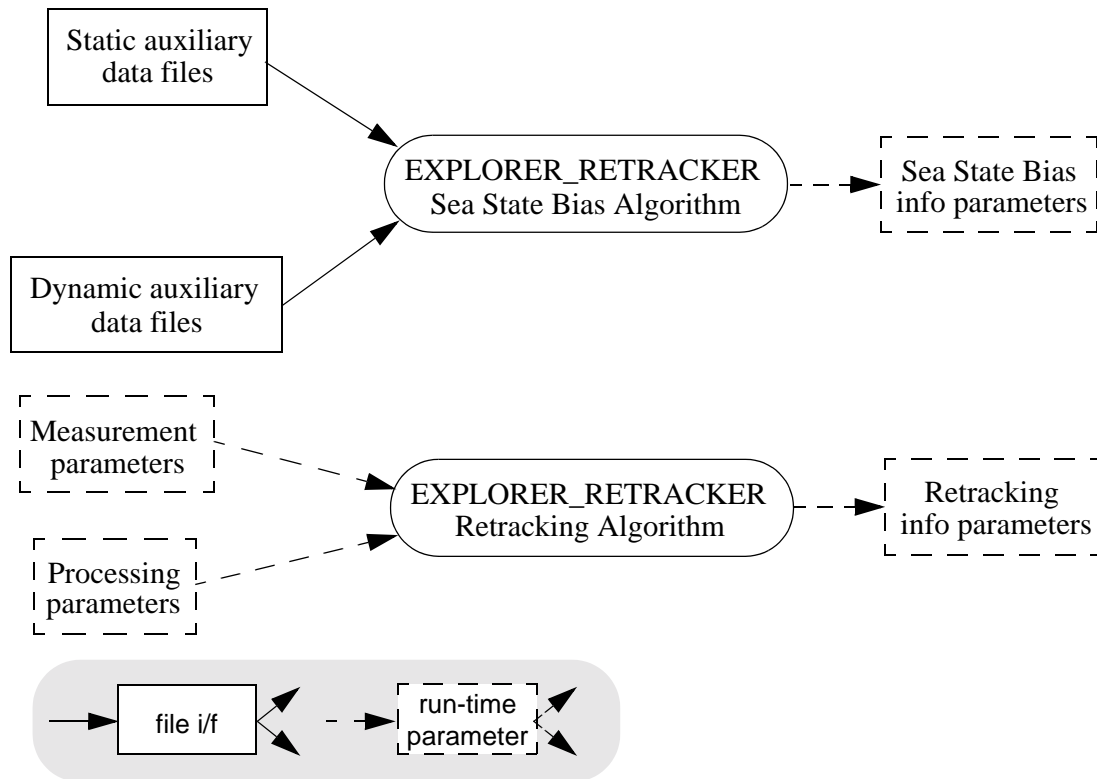 Static auxiliary
data files
EXPLORER_RETRACKER
Sea State Bias Algorithm
Sea State Bias
info parameters
Dynamic auxiliary
data files
Measurement
parameters
EXPLORER_RETRACKER
Retracking Algorithm
Retracking
info parameters
Processing
parameters
file i/f
run-time
parameter